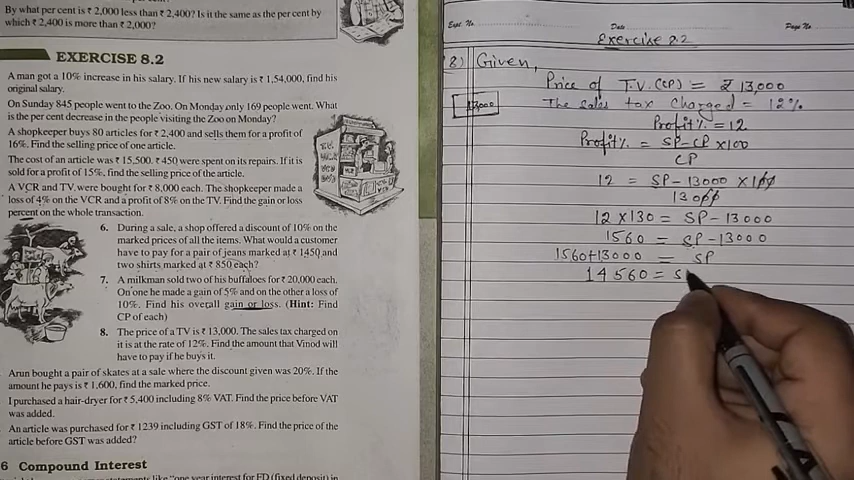 By what per cent is ₹ 2,000 less than ₹ 2,400? Is it the same as the per cent by
which ₹ 2,400 is more than ₹ 2,000?
EXERCISE 8.2
A man got a 10% increase in his salary. If his new salary is ₹ 1,54,000, find his
original salary.
On Sunday 845 people went to the Zoo. On Monday only 169 people went. What
is the per cent decrease in the people visiting the Zoo on Monday?
A shopkeeper buys 80 articles for ₹ 2,400 and sells them for a profit of
16%. Find the selling price of one article.
The cost of an article was ₹ 15,500. ₹ 450 were spent on its repairs. If it is
sold for a profit of 15%, find the selling price of the article.
A VCR and TV were bought for ₹ 8,000 each. The shopkeeper made a
loss of 4% on the VCR and a profit of 8% on the TV. Find the gain or loss
percent on the whole transaction.
6. During a sale, a shop offered a discount of 10% on the
marked prices of all the items. What would a customer
have to pay for a pair of jeans marked at ₹ 1450 and
two shirts marked at ₹ 850 each?
7. A milkman sold two of his buffaloes for ₹ 20,000 each.
On one he made a gain of 5% and on the other a loss of
10%. Find his overall gain or loss. (Hint: Find
CP of each)
8. The price of a TV is ₹ 13,000. The sales tax charged on
it is at the rate of 12%. Find the amount that Vinod will
have to pay if he buys it.
Arun bought a pair of skates at a sale where the discount given was 20%. If the
amount he pays is ₹ 1,600, find the marked price.
I purchased a hair-dryer for ₹ 5,400 including 8% VAT. Find the price before VAT
was added.
An article was purchased for ₹ 1239 including GST of 18%. Find the price of the
article before GST was added?
6 Compound Interest
Expt. No.
Date
Page No.
Exercise 8.2
8) Given,
Price of T.V.(CP) = ₹ 13,000
13,000
The sales tax charged = 12%
Profit% = 12
Profit% = SP-CP x100
CP
12 = SP-13000 x100
13000
12 x130 = SP-13000
1560 = SP-13000
1560+13000 = SP
14560 = S